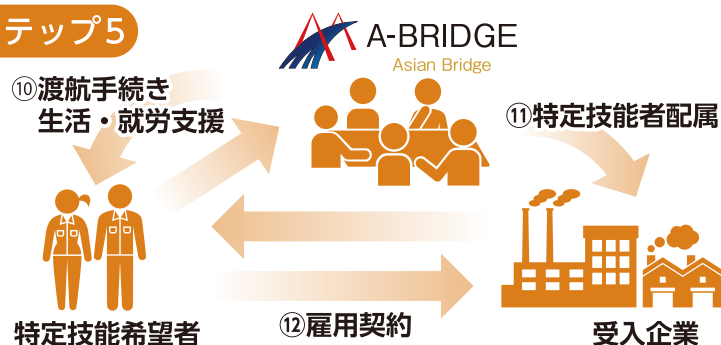 テップ5
A-BRIDGE
Asian Bridge
⑩渡航手続き
生活・就労支援
⑪特定技能者配属
特定技能希望者
⑫雇用契約
受入企業